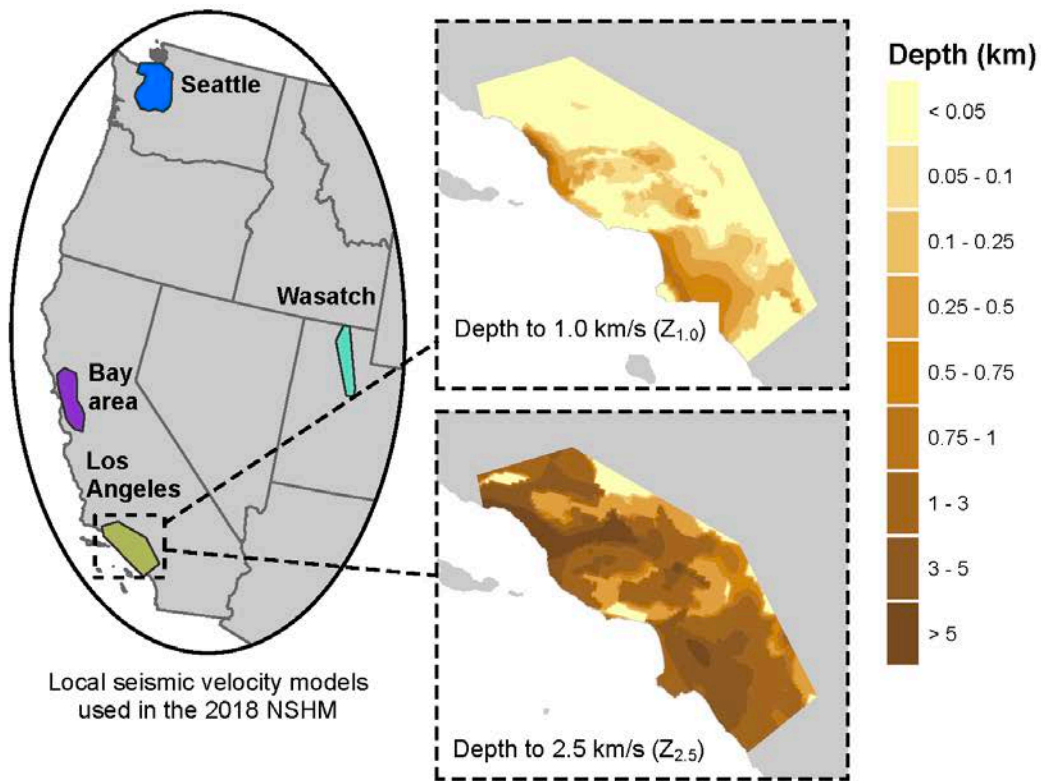 Seattle
Wasatch
Bay
area
Los
Angeles
Local seismic velocity models
used in the 2018 NSHM
Depth to 1.0 km/s (Z1.0)
Depth to 2.5 km/s (Z2.5)
Depth (km)
< 0.05
0.05 - 0.1
0.1 - 0.25
0.25 - 0.5
0.5 - 0.75
0.75 - 1
1 - 3
3 - 5
> 5